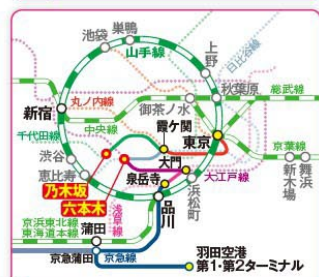 池袋
巣鴨
山手線
日比谷線
上野
丸ノ内線
秋葉原
御茶ノ水
総武線
新宿
中央線
霞ケ関
東京
千代田線
京葉線
渋谷
大門
新木場
舞浜
恵比寿
泉岳寺
大江戸線
乃木坂
六本木
浅草線
品川
浜松町
京浜東北線
東海道本線
蒲田
京急蒲田
京急線
羽田空港
第1・第2ターミナル